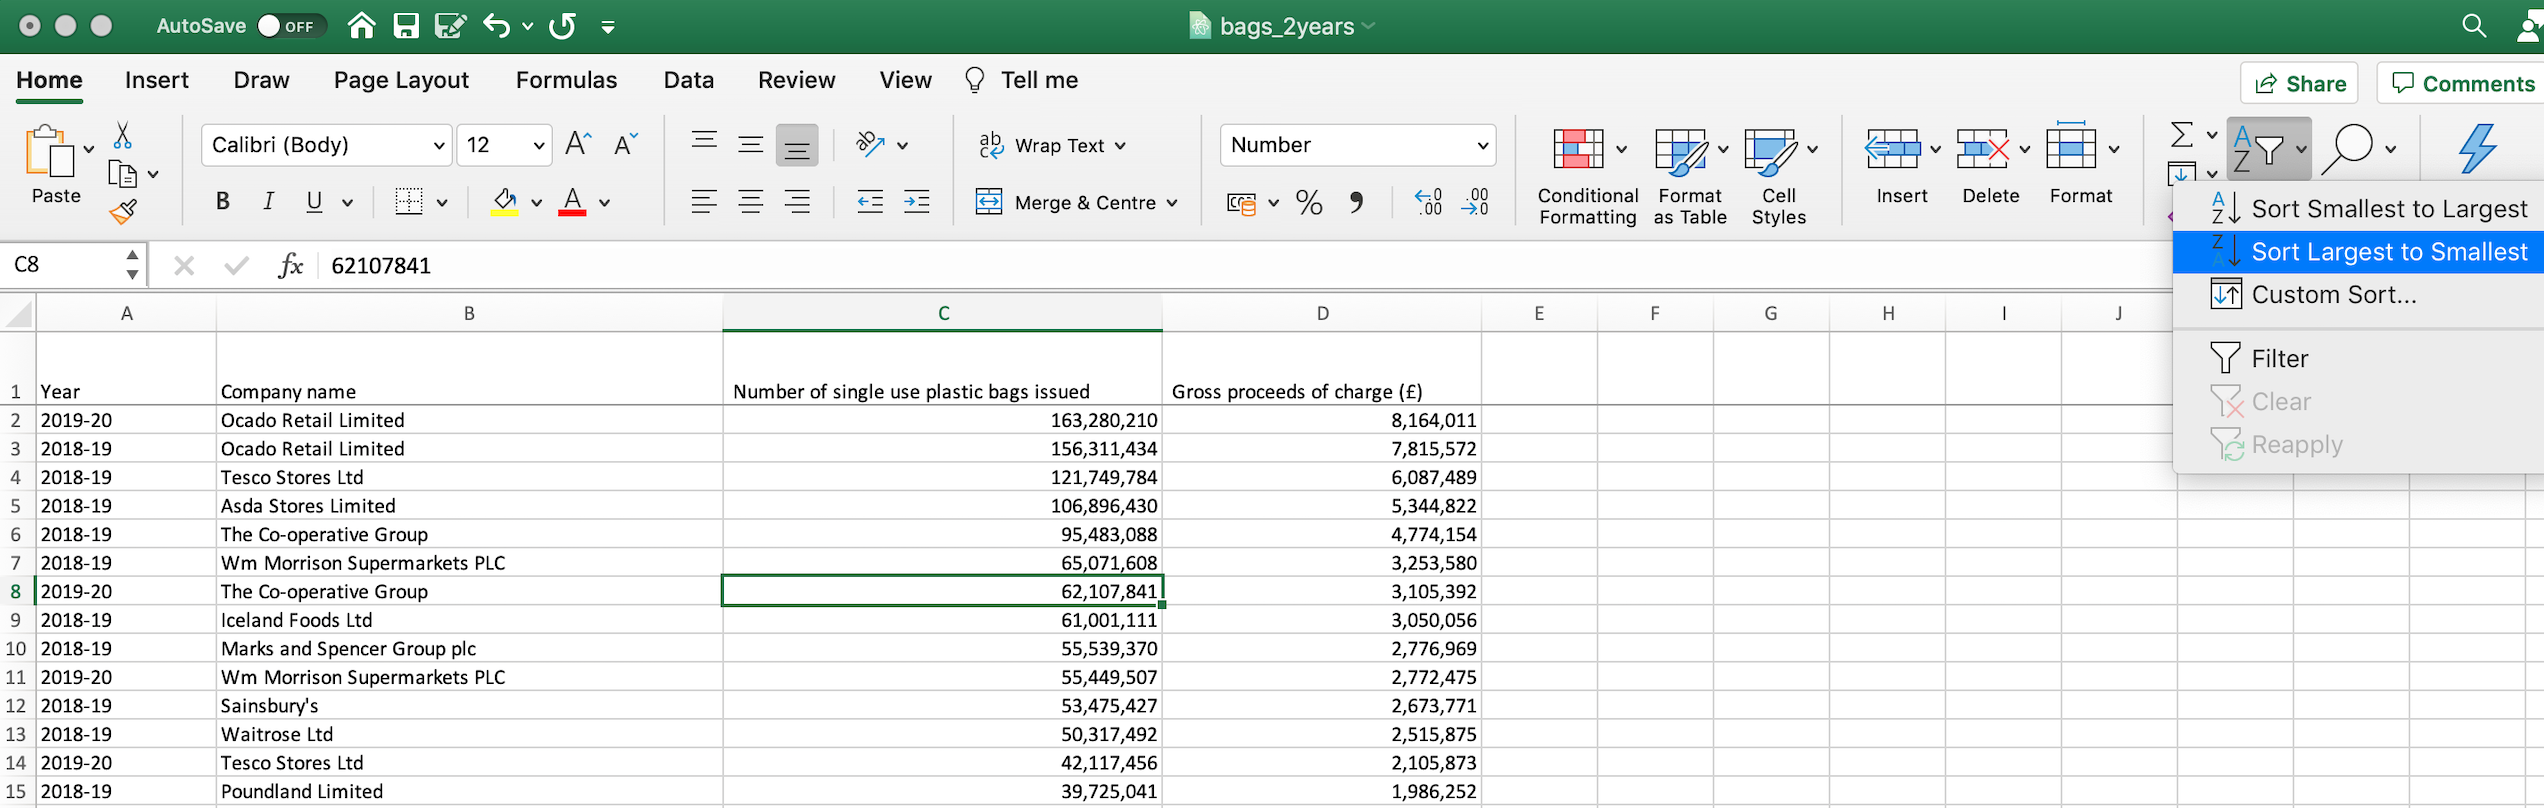 AutoSave OFF bags_2years
Home Insert Draw Page Layout Formulas Data Review View Tell me Share Comments
Paste Calibri (Body) 12 A A ab Wrap Text Number
B I U A ab c Merge & Centre % .0 .00 .00 .0
Conditional Formatting Format as Table Cell Styles Insert Delete Format
Sort Smallest to Largest
Sort Largest to Smallest
Custom Sort...
Filter
Clear
Reapply
C8 fx 62107841
A B C D E F G H I J
1 Year Company name Number of single use plastic bags issued Gross proceeds of charge (£)
2 2019-20 Ocado Retail Limited 163,280,210 8,164,011
3 2018-19 Ocado Retail Limited 156,311,434 7,815,572
4 2018-19 Tesco Stores Ltd 121,749,784 6,087,489
5 2018-19 Asda Stores Limited 106,896,430 5,344,822
6 2018-19 The Co-operative Group 95,483,088 4,774,154
7 2018-19 Wm Morrison Supermarkets PLC 65,071,608 3,253,580
8 2019-20 The Co-operative Group 62,107,841 3,105,392
9 2018-19 Iceland Foods Ltd 61,001,111 3,050,056
10 2018-19 Marks and Spencer Group plc 55,539,370 2,776,969
11 2019-20 Wm Morrison Supermarkets PLC 55,449,507 2,772,475
12 2018-19 Sainsbury's 53,475,427 2,673,771
13 2018-19 Waitrose Ltd 50,317,492 2,515,875
14 2019-20 Tesco Stores Ltd 42,117,456 2,105,873
15 2018-19 Poundland Limited 39,725,041 1,986,252